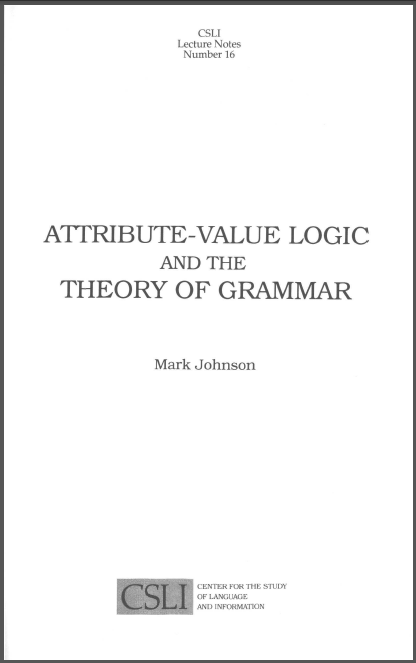 CSLI
Lecture Notes
Number 16
ATTRIBUTE-VALUE LOGIC
AND THE
THEORY OF GRAMMAR
Mark Johnson
CSLI
CENTER FOR THE STUDY
OF LANGUAGE
AND INFORMATION